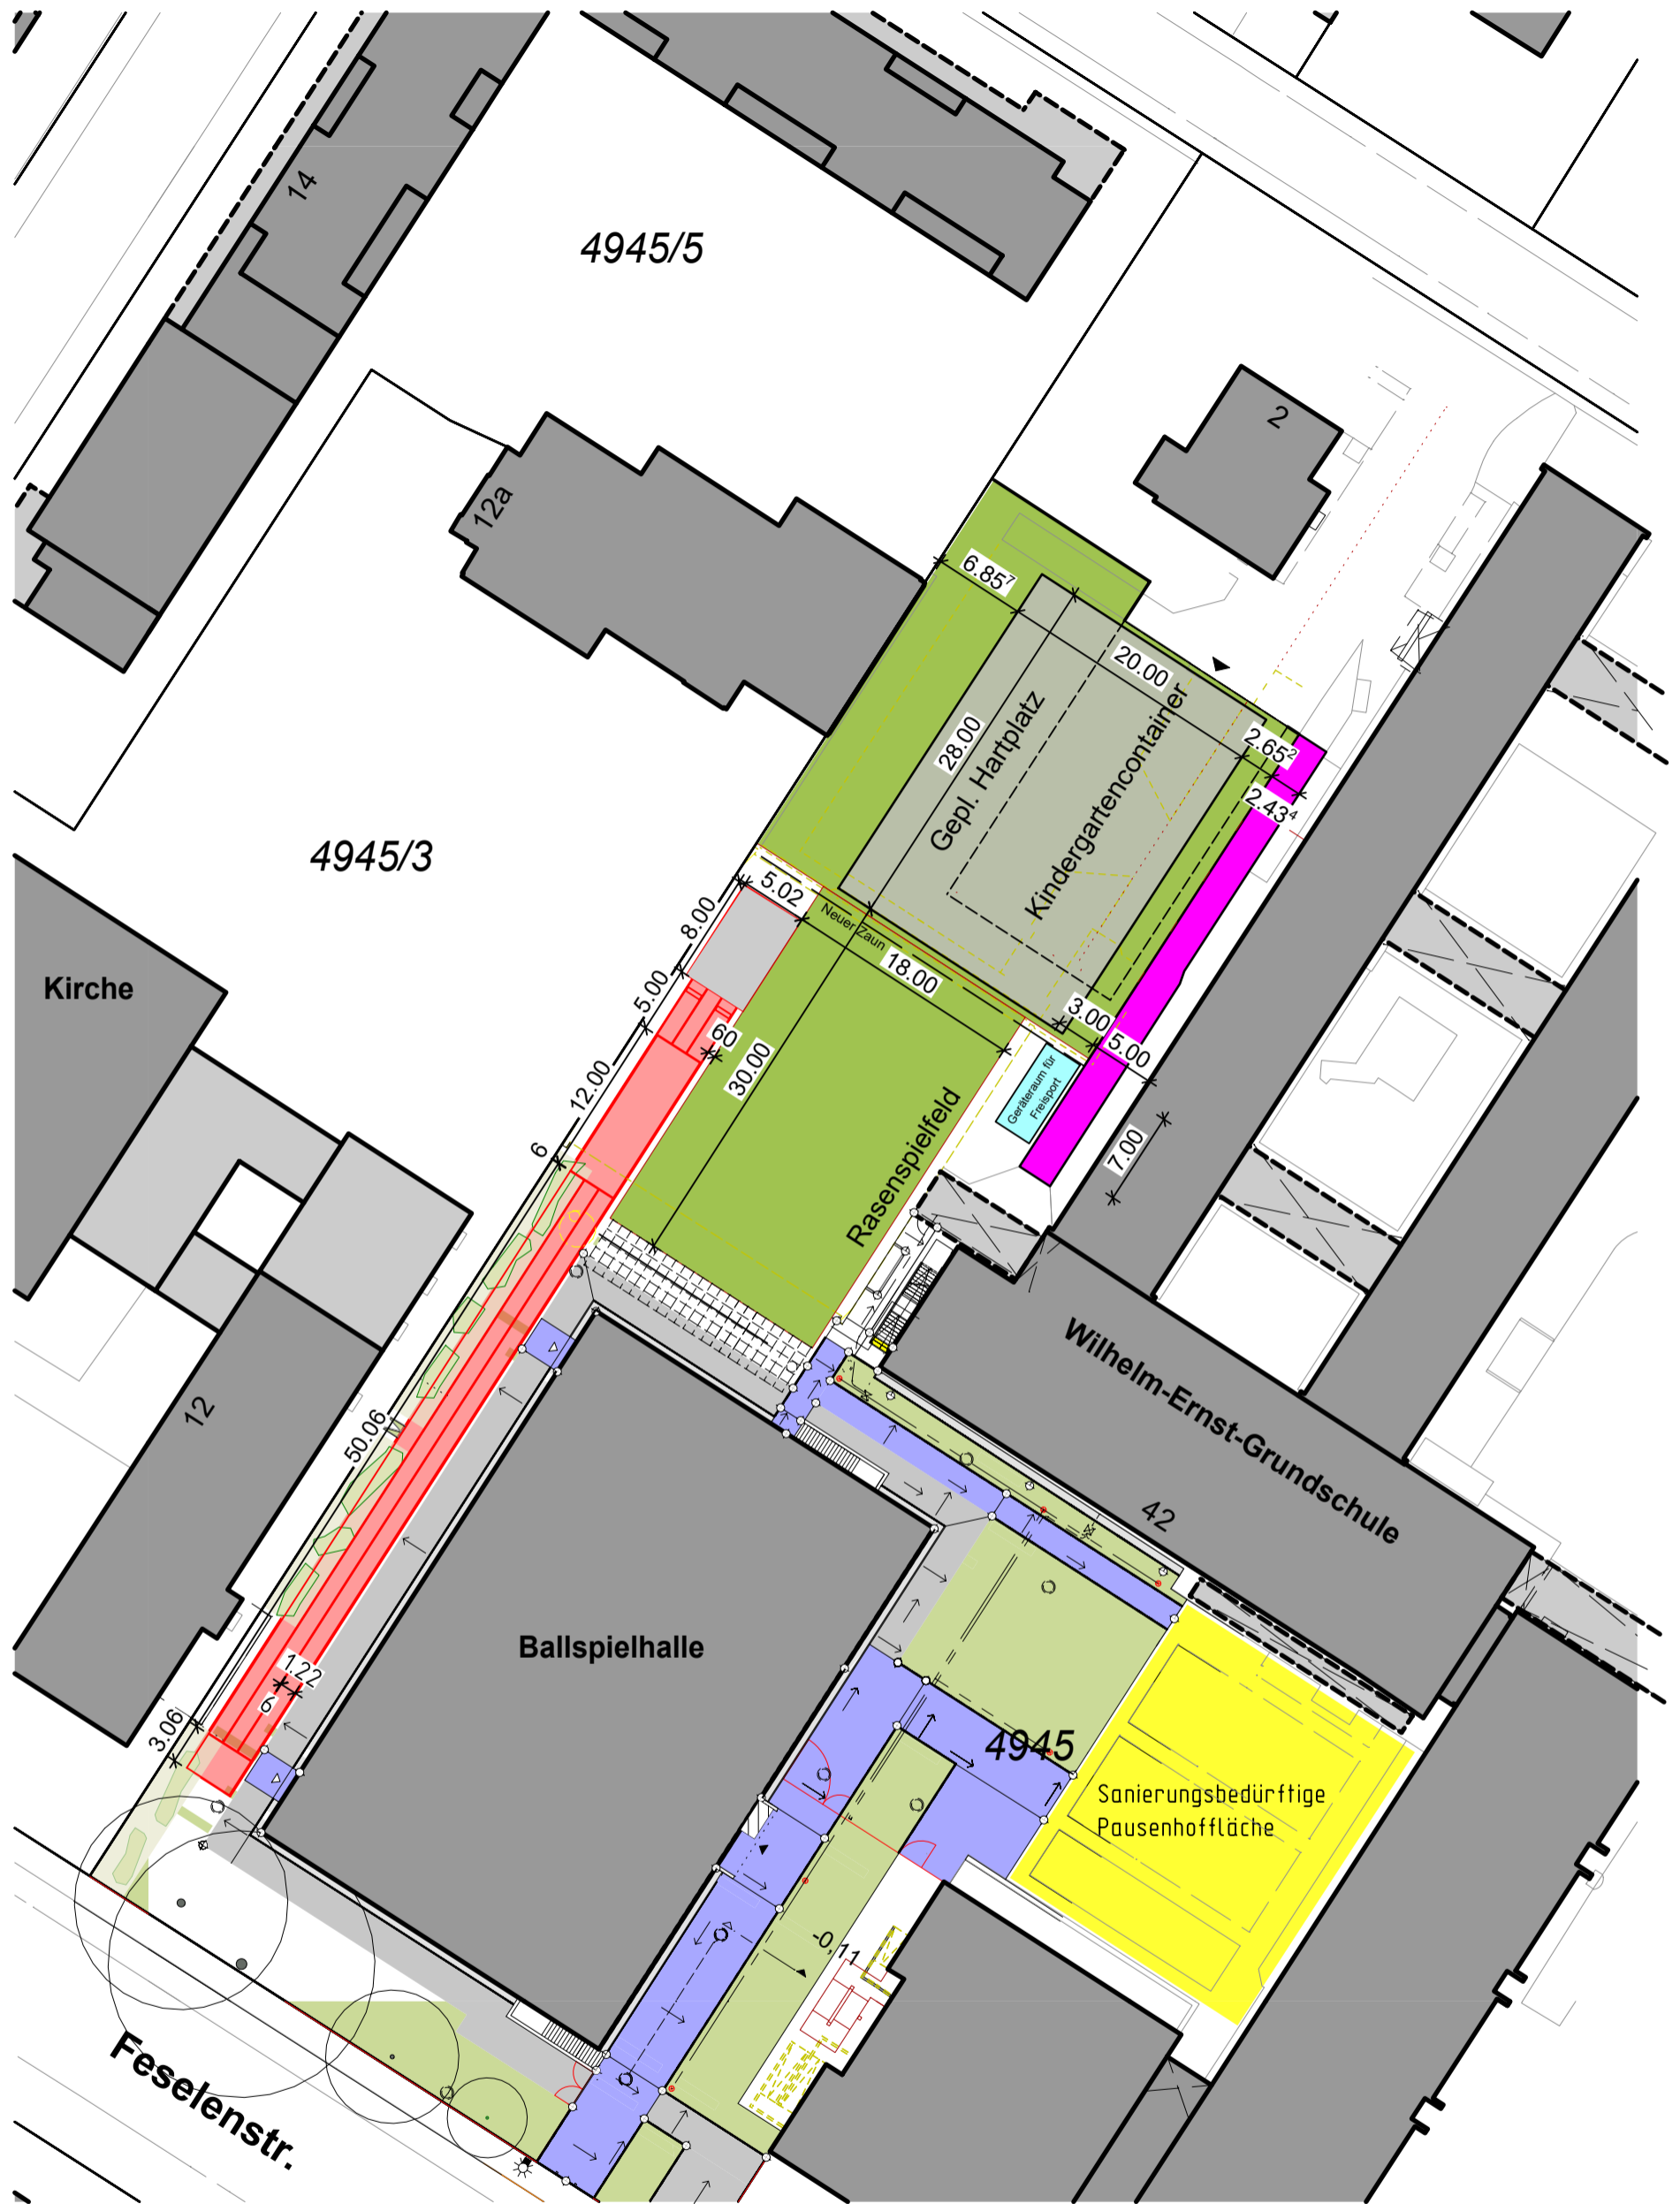 14
4945/5
2
12a
6.85⁷
20.00
28.00
Gepl. Hartplatz
Kindergartencontainer
2.65²
2.43⁴
4945/3
5.02
Neuer Zaun
8.00
18.00
Kirche
5.00
60
30.00
3.00
5.00
Geräteraum für
Freisport
12.00
Rasenspielfeld
7.00
6
Wilhelm-Ernst-Grundschule
42
12
50.06
Ballspielhalle
1.22
6
3.06
4945
Sanierungsbedürftige
Pausenhoffläche
-0,11
Feselenstr.